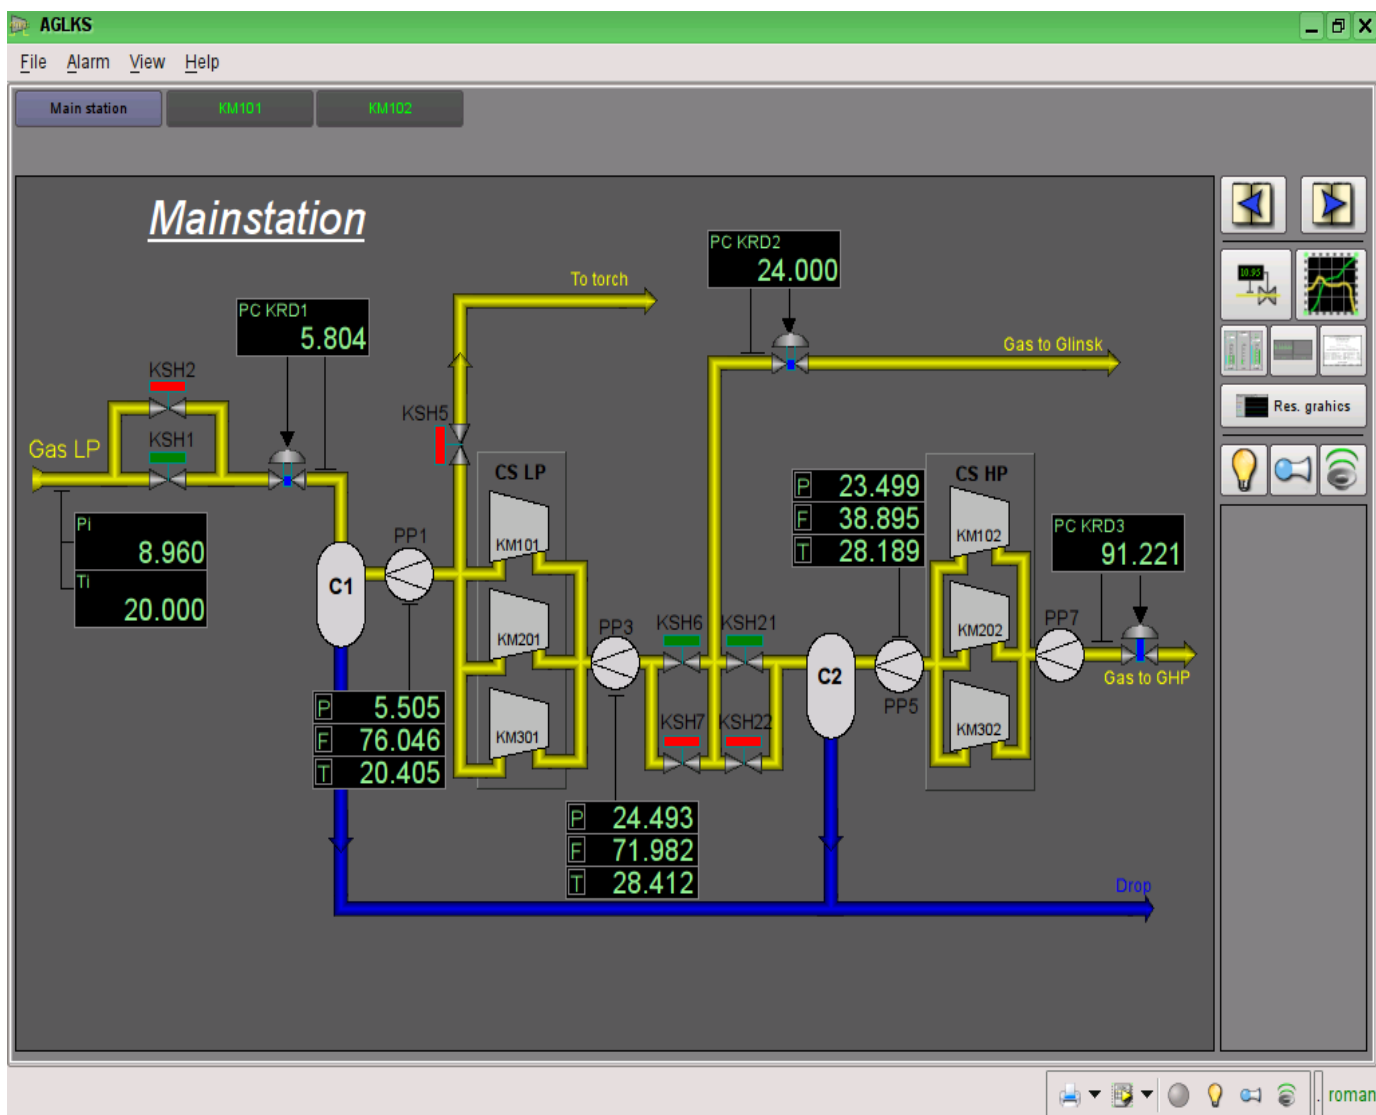 AGLKS
File Alarm View Help
Main station KM101 KM102
Mainstation
PC KRD2
24.000
To torch
PC KRD1
5.804
Gas to Glinsk
KSH2
Res. grahics
KSH5
KSH1
Gas LP
CS LP
CS HP
P 23.499
F 38.895
T 28.189
Pi
8.960
Ti
20.000
PC KRD3
91.221
PP1
KM101
KM102
C1
KM201
KM202
PP3
KSH6
KSH21
PP7
C2
Gas to GHP
PP5
P 5.505
F 76.046
T 20.405
KSH7
KSH22
KM301
KM302
P 24.493
F 71.982
T 28.412
Drop
roman